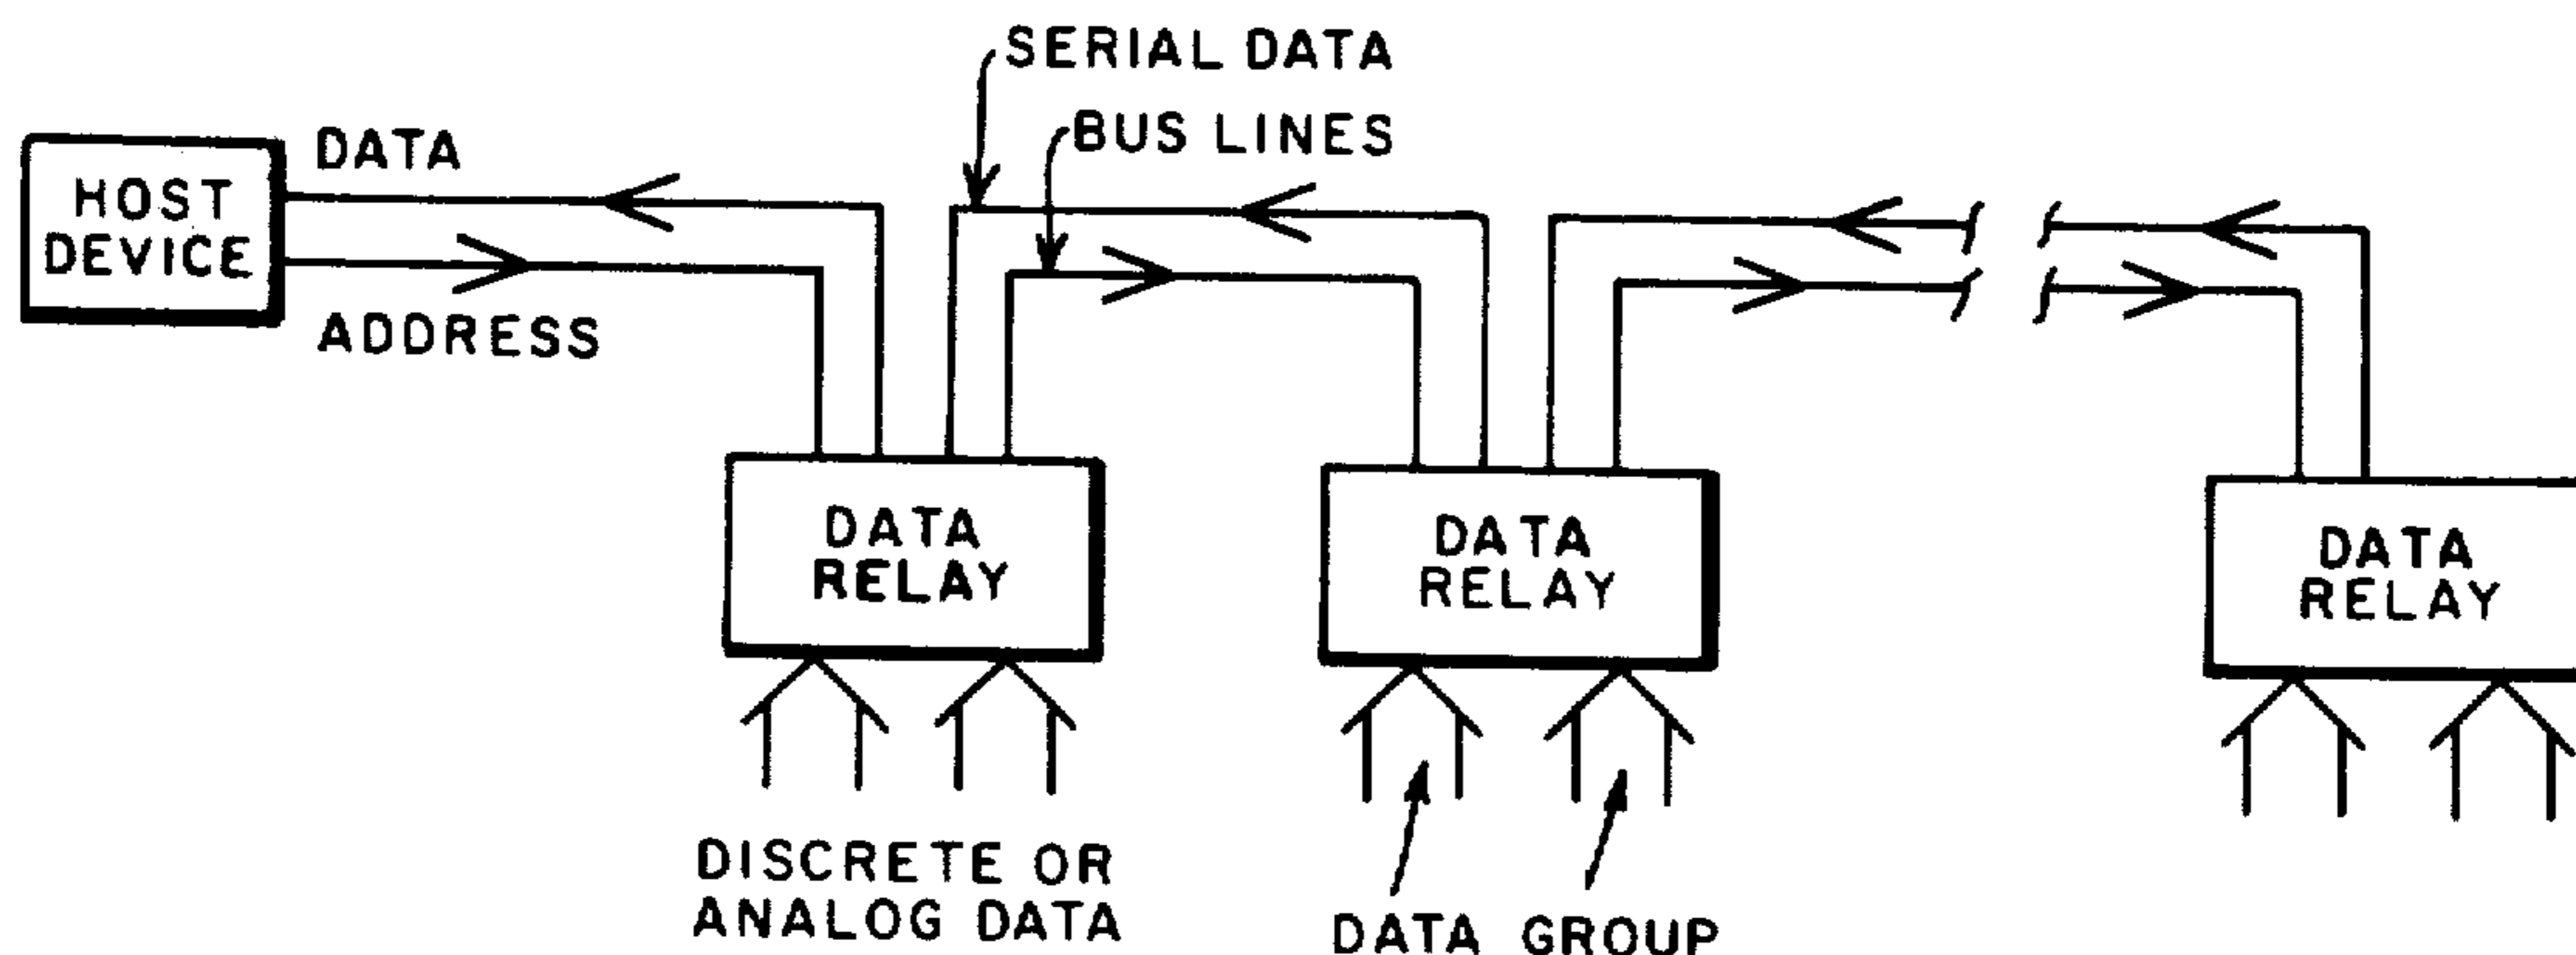 SERIAL DATA
BUS LINES
DATA
HOST
DEVICE
ADDRESS
DATA
RELAY
DATA
RELAY
DATA
RELAY
DISCRETE OR
ANALOG DATA
DATA GROUP